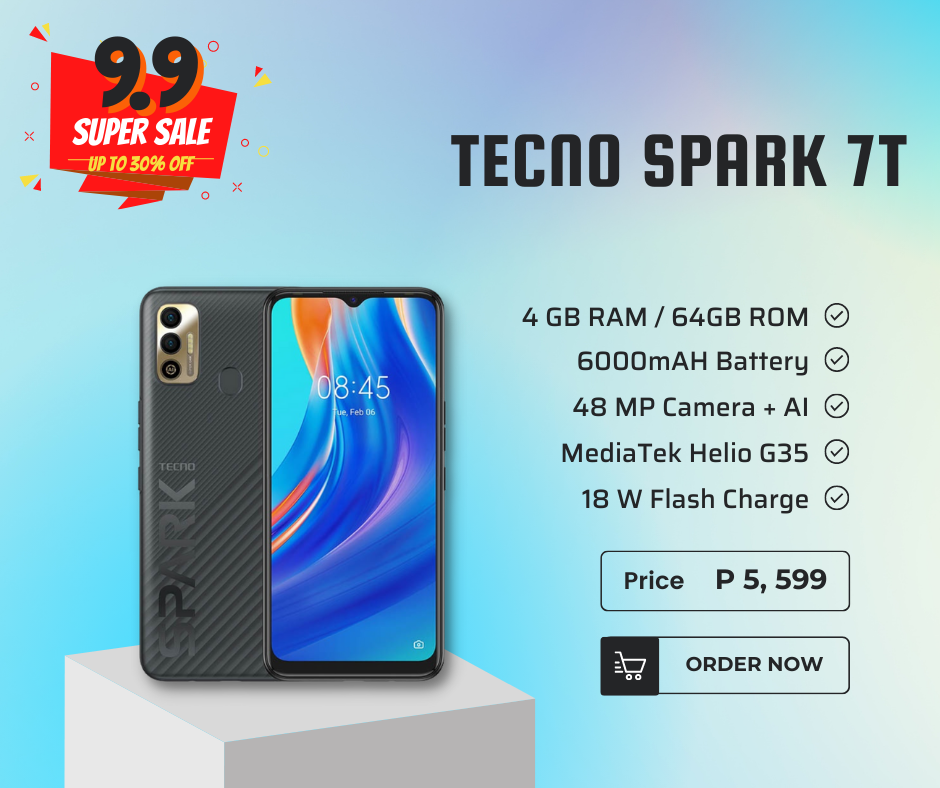 9.9
SUPER SALE
UP TO 30% OFF
TECNO SPARK 7T
4 GB RAM / 64GB ROM
6000mAH Battery
48 MP Camera + AI
MediaTek Helio G35
18 W Flash Charge
Price P 5, 599
ORDER NOW
08:45
Tue, Feb 06
TECNO
SPARK
AI